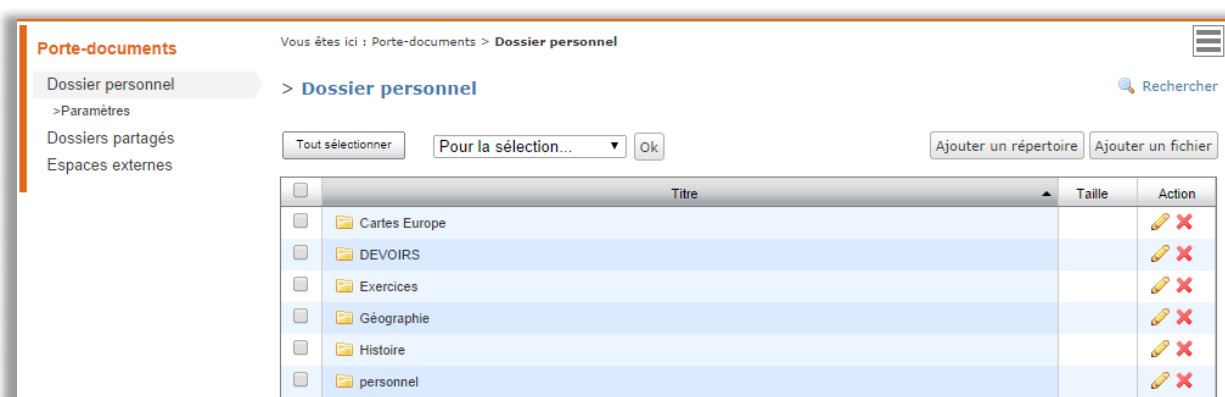 Porte-documents
Dossier personnel
>Paramètres
Dossiers partagés
Espaces externes
Vous êtes ici : Porte-documents > Dossier personnel
> Dossier personnel
Rechercher
Tout sélectionner
Pour la sélection...
Ok
Ajouter un répertoire
Ajouter un fichier
Titre Taille Action
Cartes Europe
DEVOIRS
Exercices
Géographie
Histoire
personnel